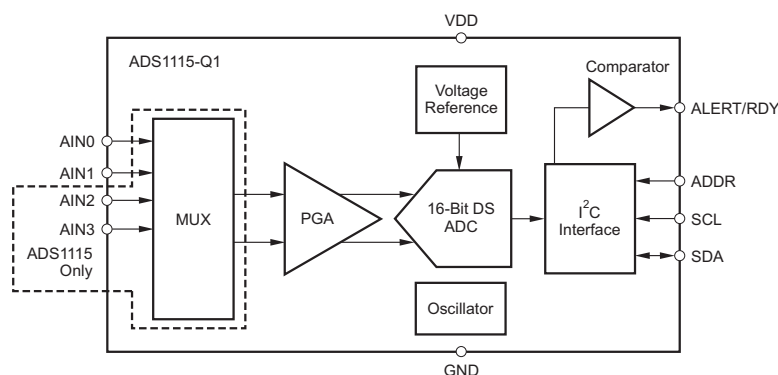 VDD
ADS1115-Q1
Comparator
Voltage
Reference
ALERT/RDY
AIN0
AIN1
AIN2
AIN3
ADS1115
Only
MUX
PGA
16-Bit DS
ADC
I²C
Interface
ADDR
SCL
SDA
Oscillator
GND